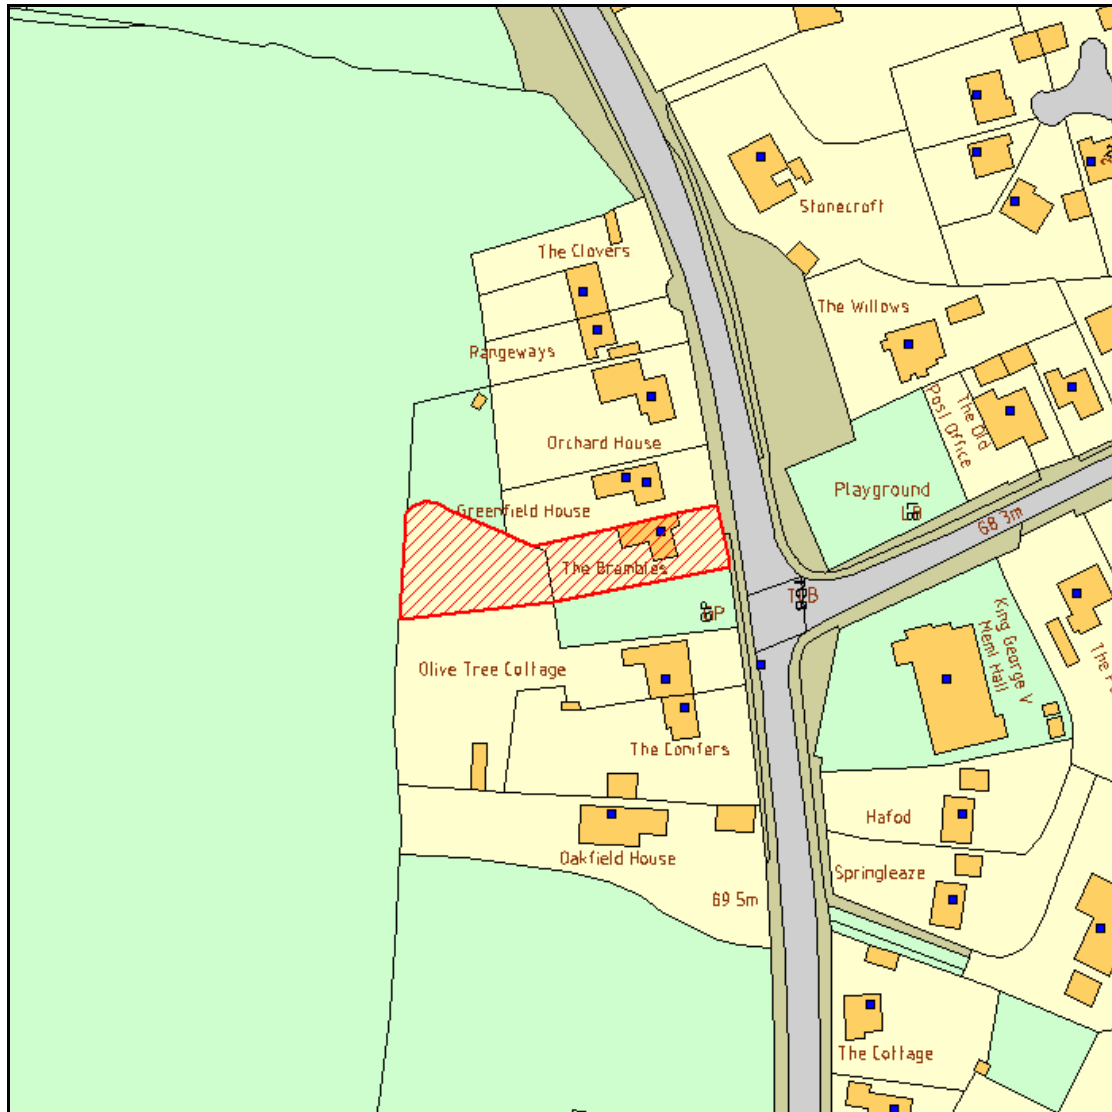 Stonecroft
The Clovers
The Willows
Rangeways
The Old
Post Office
Orchard House
Playground
LB
Greenfield House
68 3m
The Brambles
TCB
GP
King George V
Meml Hall
Olive Tree Cottage
The Conifers
Hafod
Oakfield House
Springleaze
69 5m
The Cottage